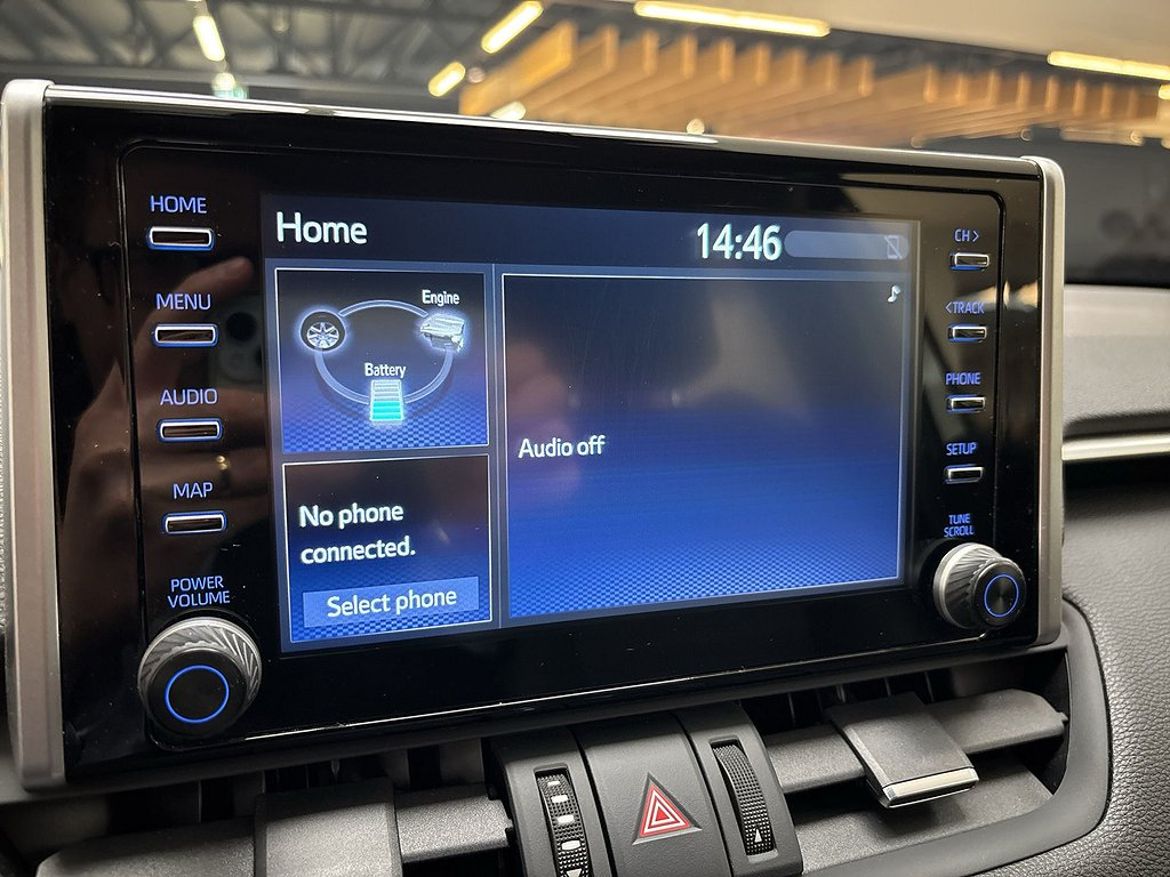 HOME
MENU
AUDIO
MAP
POWER
VOLUME
Home
14:46
Engine
Battery
No phone
connected.
Select phone
Audio off
CH >
< TRACK
PHONE
SETUP
TUNE
SCROLL